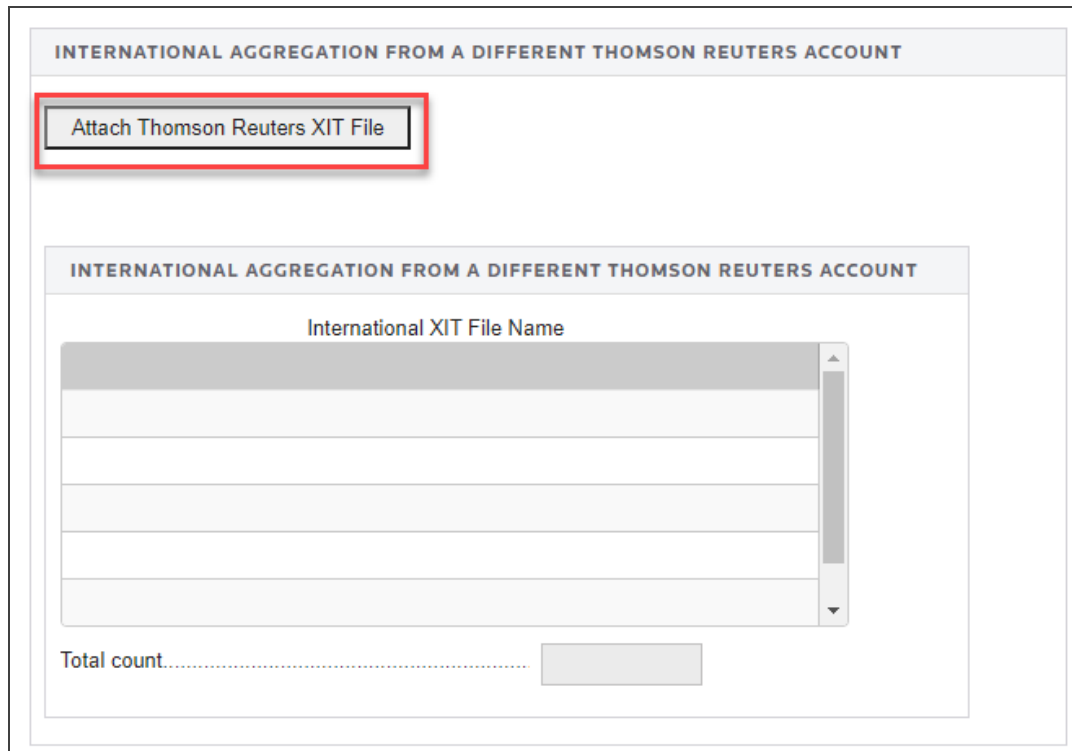 INTERNATIONAL AGGREGATION FROM A DIFFERENT THOMSON REUTERS ACCOUNT
Attach Thomson Reuters XIT File
INTERNATIONAL AGGREGATION FROM A DIFFERENT THOMSON REUTERS ACCOUNT
International XIT File Name
Total count............................................................